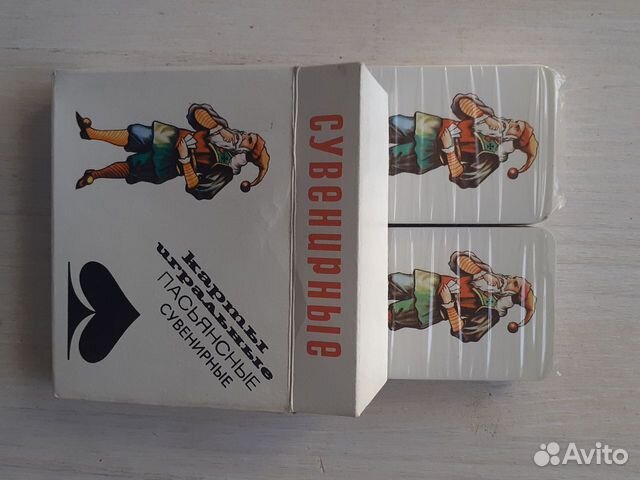 карты
игральные
ПАСЬЯНСНЫЕ
СУВЕНИРНЫЕ
сувенирные
Avito